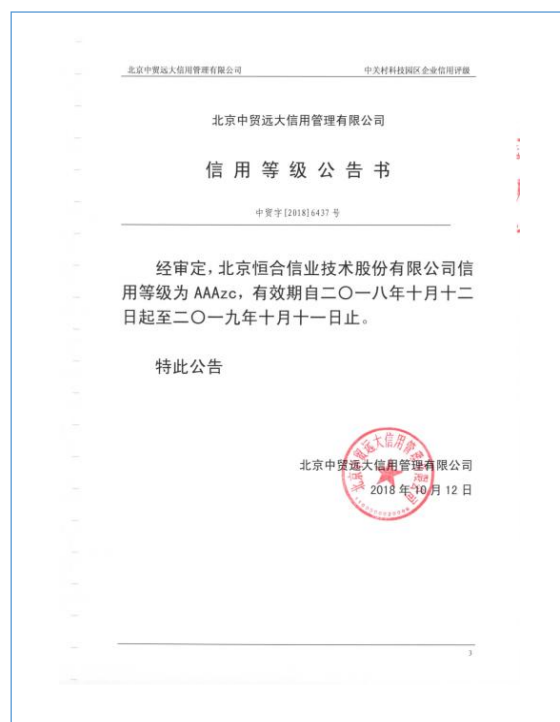 北京中贸远大信用管理有限公司 中关村科技园区企业信用评级
北京中贸远大信用管理有限公司
信用等级公告书
中贸字[2018]6437号
经审定，北京恒合信业技术股份有限公司信
用等级为 AAAzc，有效期自二〇一八年十月十二
日起至二〇一九年十月十一日止。
特此公告
北京中贸远大信用管理有限公司
2018 年 10 月 12 日
3